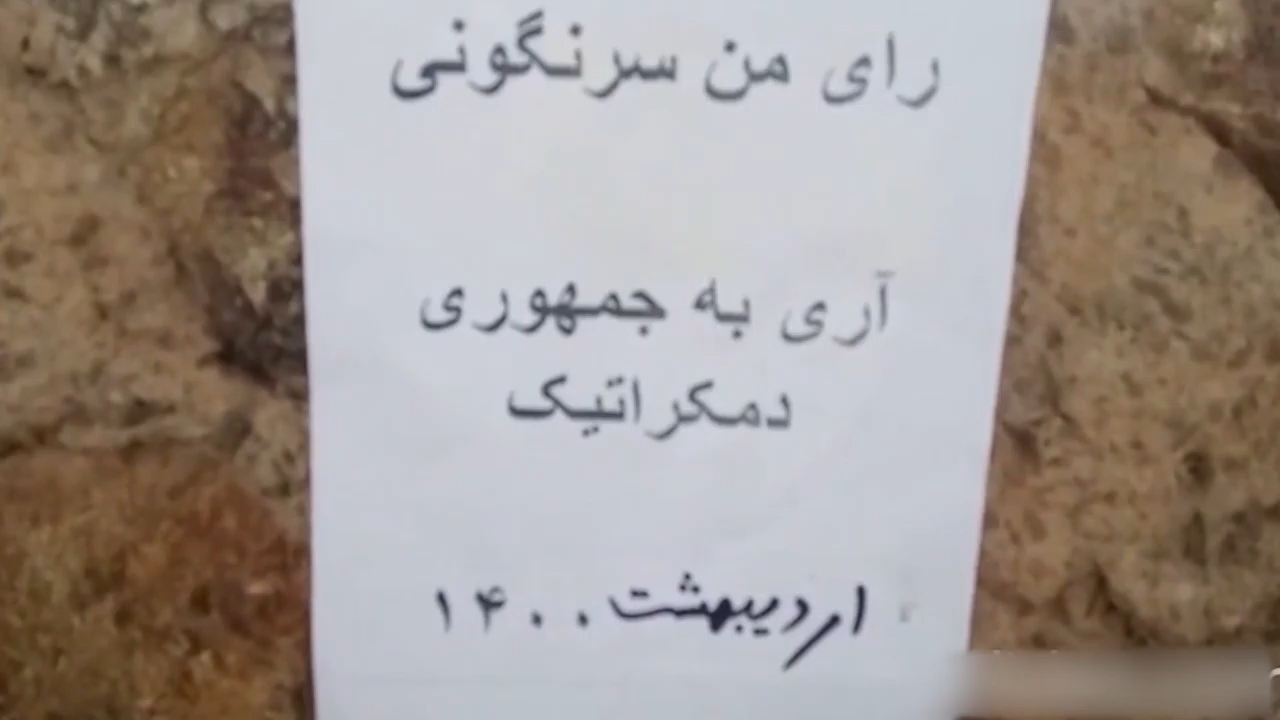 رای من سرنگونی
آری به جمهوری
دمکراتیک
اردیبهشت ۱۴۰۰